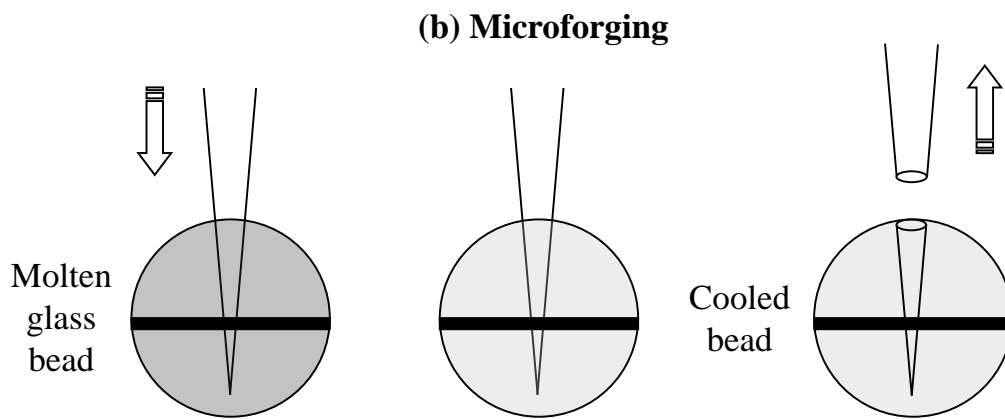 (b) Microforging
Molten
glass
bead
Cooled
bead